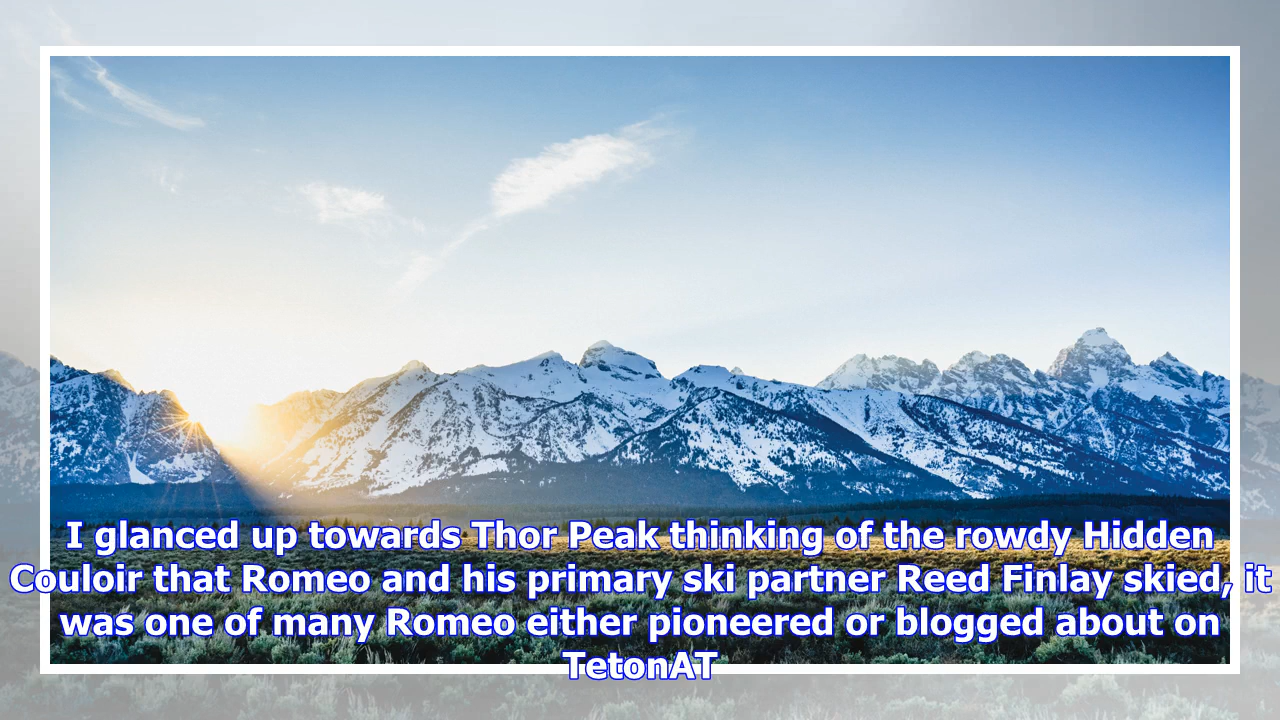 I glanced up towards Thor Peak thinking of the rowdy Hidden
Couloir that Romeo and his primary ski partner Reed Finlay skied, it
was one of many Romeo either pioneered or blogged about on
TetonAT